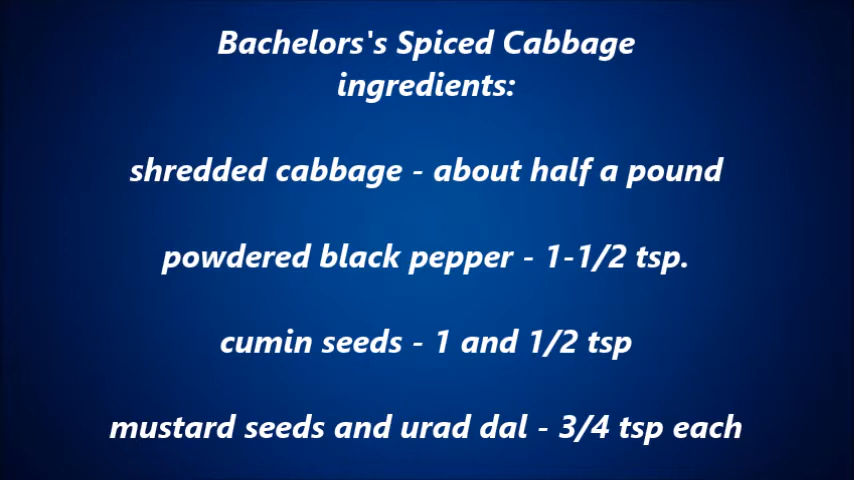 Bachelors's Spiced Cabbage
ingredients:
shredded cabbage - about half a pound
powdered black pepper - 1-1/2 tsp.
cumin seeds - 1 and 1/2 tsp
mustard seeds and urad dal - 3/4 tsp each